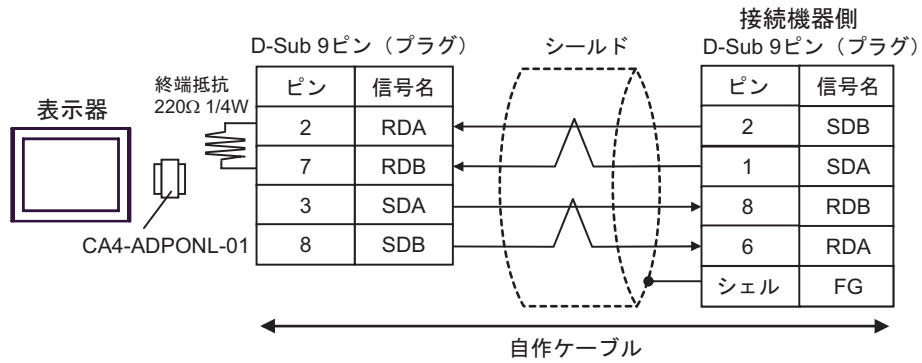 接続機器側
D-Sub 9ピン（プラグ）
シールド
D-Sub 9ピン（プラグ）
終端抵抗
220Ω 1/4W
表示器
CA4-ADPONL-01
ピン 信号名
2 RDA
7 RDB
3 SDA
8 SDB
ピン 信号名
2 SDB
1 SDA
8 RDB
6 RDA
シェル FG
自作ケーブル